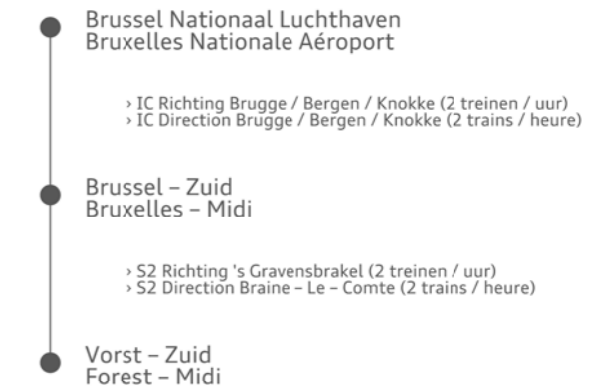 Brussel Nationaal Luchthaven
Bruxelles Nationale Aéroport
› IC Richting Brugge / Bergen / Knokke (2 treinen / uur)
› IC Direction Brugge / Bergen / Knokke (2 trains / heure)
Brussel – Zuid
Bruxelles – Midi
› S2 Richting 's Gravensbrakel (2 treinen / uur)
› S2 Direction Braine – Le – Comte (2 trains / heure)
Vorst – Zuid
Forest – Midi